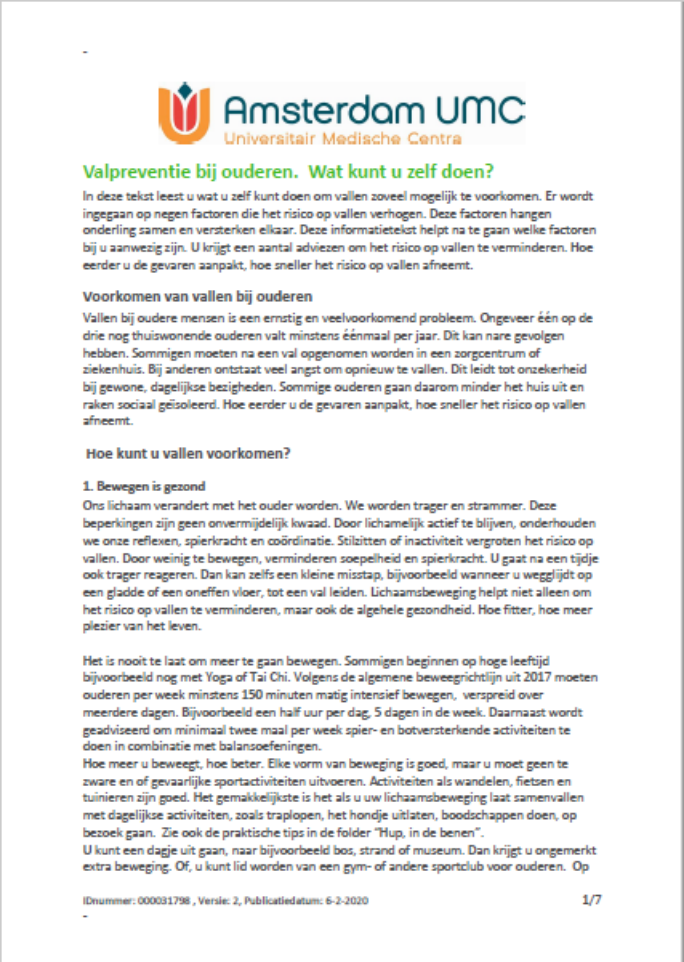 -
Amsterdam UMC
Universitair Medische Centra
Valpreventie bij ouderen. Wat kunt u zelf doen?
In deze tekst leest u wat u zelf kunt doen om vallen zoveel mogelijk te voorkomen. Er wordt
ingegaan op negen factoren die het risico op vallen verhogen. Deze factoren hangen
onderling samen en versterken elkaar. Deze informatietekst helpt na te gaan welke factoren
bij u aanwezig zijn. U krijgt een aantal adviezen om het risico op vallen te verminderen. Hoe
eerder u de gevaren aanpakt, hoe sneller het risico op vallen afneemt.
Voorkomen van vallen bij ouderen
Vallen bij oudere mensen is een ernstig en veelvoorkomend probleem. Ongeveer één op de
drie nog thuiswonende ouderen valt minstens éénmaal per jaar. Dit kan nare gevolgen
hebben. Sommigen moeten na een val opgenomen worden in een zorgcentrum of
ziekenhuis. Bij anderen ontstaat veel angst om opnieuw te vallen. Dit leidt tot onzekerheid
bij gewone, dagelijkse bezigheden. Sommige ouderen gaan daarom minder het huis uit en
raken sociaal geïsoleerd. Hoe eerder u de gevaren aanpakt, hoe sneller het risico op vallen
afneemt.
Hoe kunt u vallen voorkomen?
1. Bewegen is gezond
Ons lichaam verandert met het ouder worden. We worden trager en strammer. Deze
beperkingen zijn geen onvermijdelijk kwaad. Door lichamelijk actief te blijven, onderhouden
we onze reflexen, spierkracht en coördinatie. Stilzitten of inactiviteit vergroten het risico op
vallen. Door weinig te bewegen, verminderen soepelheid en spierkracht. U gaat na een tijdje
ook trager reageren. Dan kan zelfs een kleine misstap, bijvoorbeeld wanneer u wegglijdt op
een gladde of een oneffen vloer, tot een val leiden. Lichaamsbeweging helpt niet alleen om
het risico op vallen te verminderen, maar ook de algehele gezondheid. Hoe fitter, hoe meer
plezier van het leven.
Het is nooit te laat om meer te gaan bewegen. Sommigen beginnen op hoge leeftijd
bijvoorbeeld nog met Yoga of Tai Chi. Volgens de algemene beweegrichtlijn uit 2017 moeten
ouderen per week minstens 150 minuten matig intensief bewegen, verspreid over
meerdere dagen. Bijvoorbeeld een half uur per dag, 5 dagen in de week. Daarnaast wordt
geadviseerd om minimaal twee maal per week spier- en botversterkende activiteiten te
doen in combinatie met balansoefeningen.
Hoe meer u beweegt, hoe beter. Elke vorm van beweging is goed, maar u moet geen te
zware en of gevaarlijke sportactiviteiten uitvoeren. Activiteiten als wandelen, fietsen en
tuinieren zijn goed. Het gemakkelijkste is het als u uw lichaamsbeweging laat samenvallen
met dagelijkse activiteiten, zoals traplopen, het hondje uitlaten, boodschappen doen, op
bezoek gaan. Zie ook de praktische tips in de folder "Hup, in de benen".
U kunt een dagje uit gaan, naar bijvoorbeeld bos, strand of museum. Dan krijgt u ongemerkt
extra beweging. Of, u kunt lid worden van een gym- of andere sportclub voor ouderen. Op
IDnummer: 000031798 , Versie: 2, Publicatiedatum: 6-2-2020 1/7
-